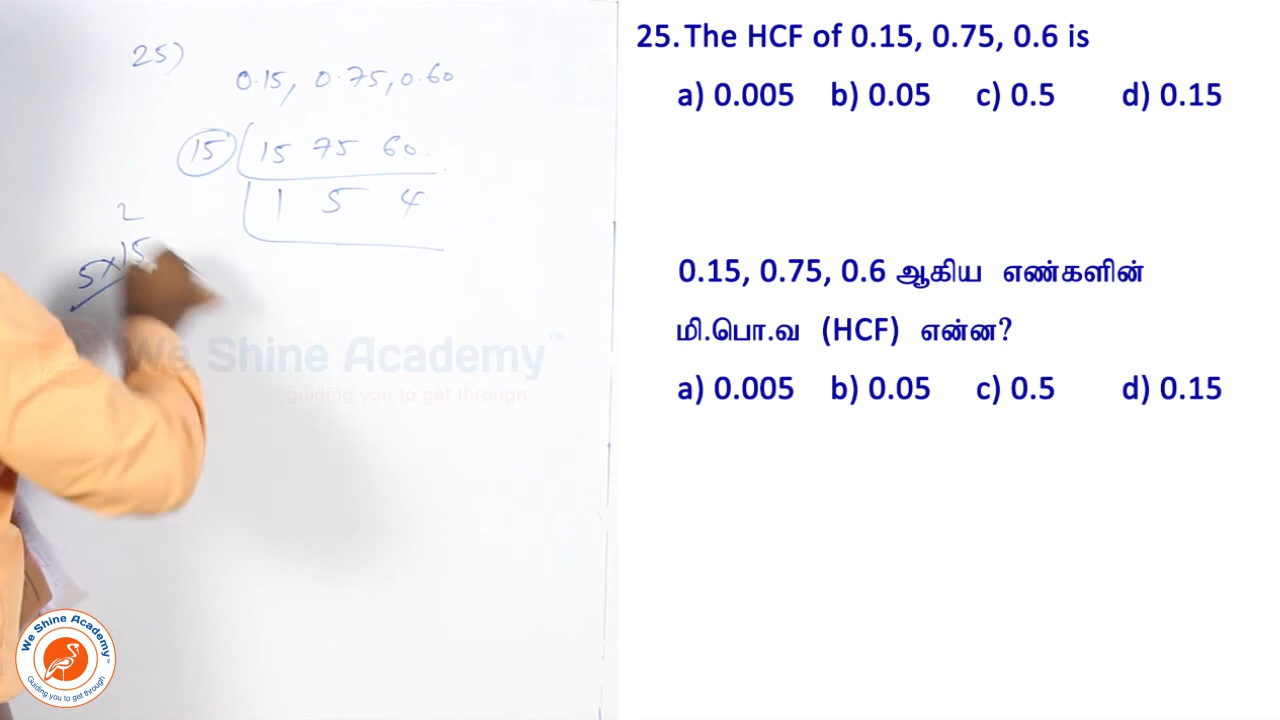 25)
0.15, 0.75, 0.60
15 15 75 60
1 5 4
2
15
5×
We Shine Academy™
guiding you to get through
We Shine Academy™
Guiding you to get through
25. The HCF of 0.15, 0.75, 0.6 is
a) 0.005 b) 0.05 c) 0.5 d) 0.15
0.15, 0.75, 0.6 ஆகிய எண்களின்
மி.பொ.வ (HCF) என்ன?
a) 0.005 b) 0.05 c) 0.5 d) 0.15